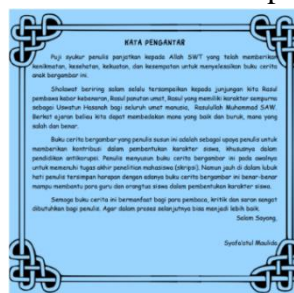 KATA PENGANTAR
Puji syukur penulis panjatkan kepada Allah SWT yang telah memberikan
kenikmatan, kesehatan, kekuatan, dan kesempatan untuk menyelesaikan buku cerita
anak bergambar ini.
Sholawat beriring salam selalu tersampaikan kepada junjungan kita Rasul
pembawa kabar kebenaran, Rasul panutan umat, Rasul yang memiliki karakter sempurna
sebagai Uswatun Hasanah bagi seluruh umat manusia, Rasulullah Muhammad SAW.
Berkat ajaran beliau kita dapat membedakan mana yang baik dan buruk, mana yang
salah dan benar.
Buku cerita bergambar yang penulis susun ini adalah sebagai upaya penulis untuk
memberikan kontribusi dalam pembentukan karakter siswa, khususnya dalam
pendidikan antikorupsi. Penulis menyusun buku cerita bergambar ini pada awalnya
untuk memenuhi tugas akhir penelitian mahasiswa (skripsi). Namun jauh di dalam lubuk
hati penulis tersimpan harapan dengan adanya buku cerita bergambar ini benar-benar
mampu membantu para guru dan orangtua siswa dalam pembentukan karakter siswa.
Semoga buku cerita ini bermanfaat bagi para pembaca, kritik dan saran sangat
dibutuhkan bagi penulis. Agar dalam proses selanjutnya bisa menjadi lebih baik.
Salam Sayang,
Syafa'atul Maulida